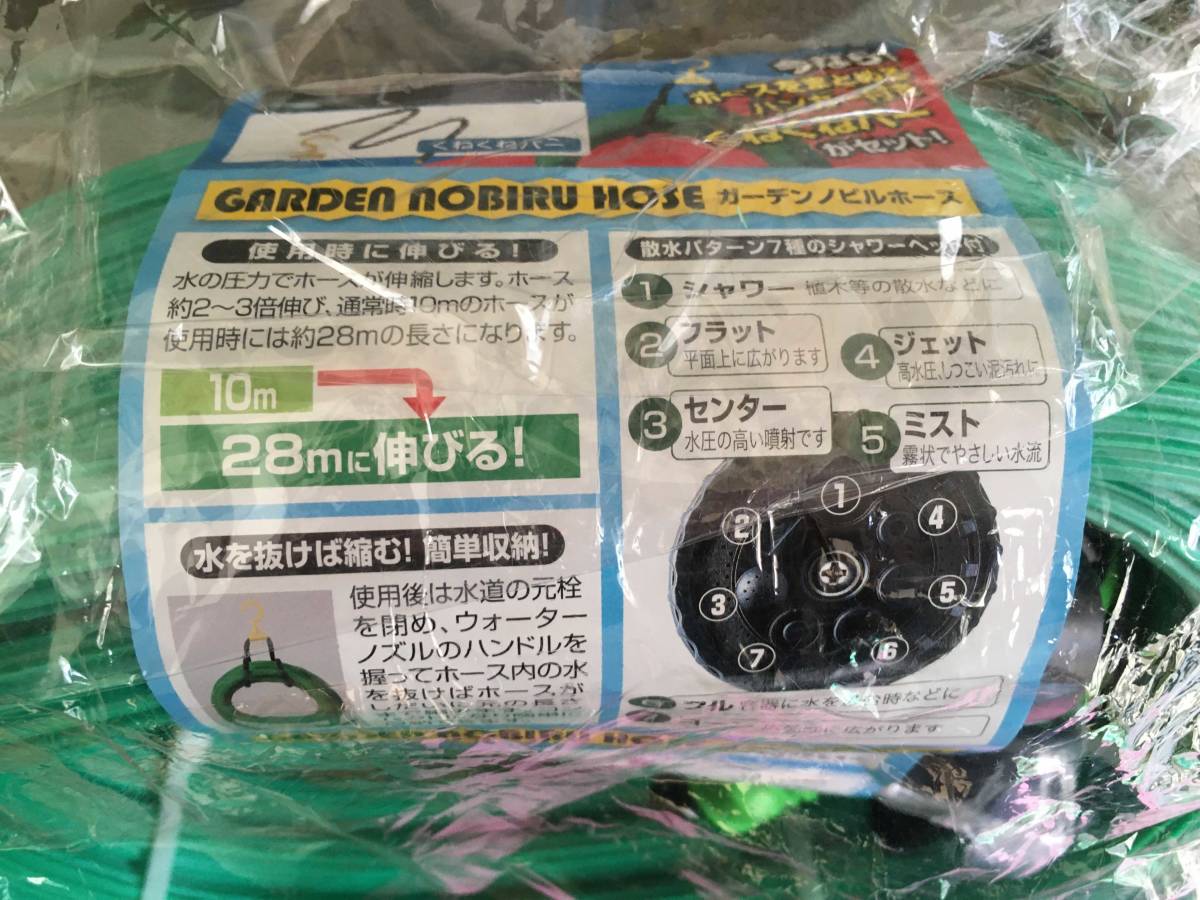 今なら!
ホースをまとめる
くねくねバニー
がセット!
くねくねバニ
GARDEN NOBIRU HOSE ガーデンノビルホース
使用時に伸びる!
水の圧力でホースが伸縮します。ホース
約2〜3倍伸び、通常時10mのホースが
使用時には約28mの長さになります。
10m
28mに伸びる!
水を抜けば縮む! 簡単収納!
使用後は水道の元栓
を閉め、ウォーター
ノズルのハンドルを
握ってホース内の水
を抜けばホースが
元の長さ
散水パターン7種のシャワーヘッド付
1 シャワー 植木等の散水などに
2 フラット
平面上に広がります
3 センター
水圧の高い噴射です
4 ジェット
高水圧、しつこい泥汚れに
5 ミスト
霧状でやさしい水流
1
2
4
3
5
7
6
フル 容器に水を 時などに
に広がります